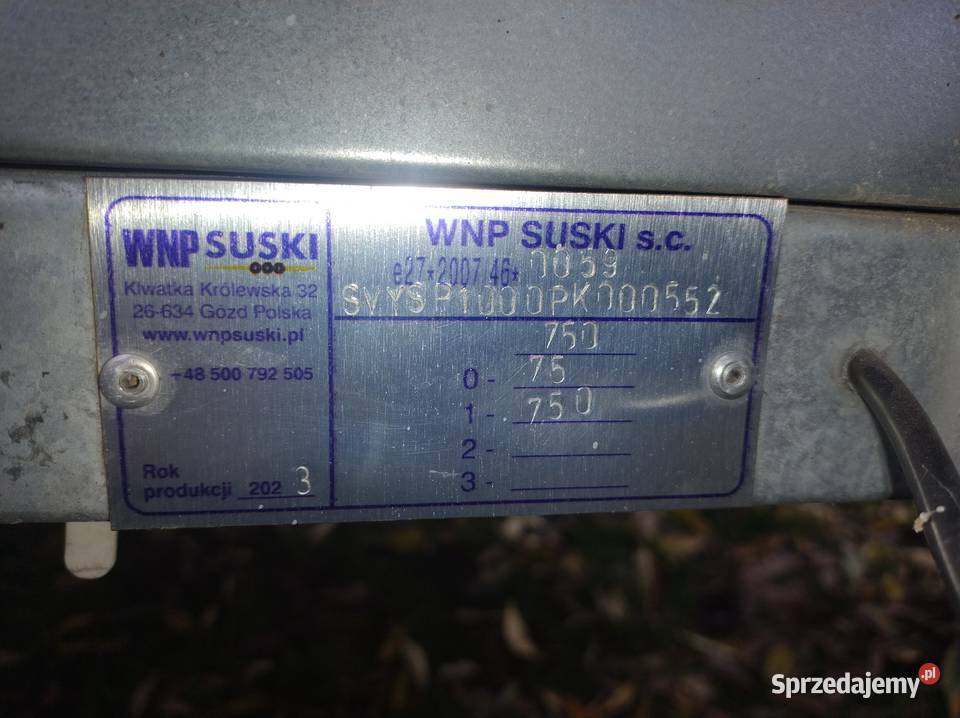 WNP SUSKI
Klwatka Królewska 32
26-634 Gózd Polska
www.wnpsuski.pl
+48 500 792 505
Rok
produkcji 2023
WNP SUSKI s.c.
e27*2007/46*0059
SVYSP1000PK000552
750
0- 75
1- 750
2-
3-
Sprzedajemy.pl